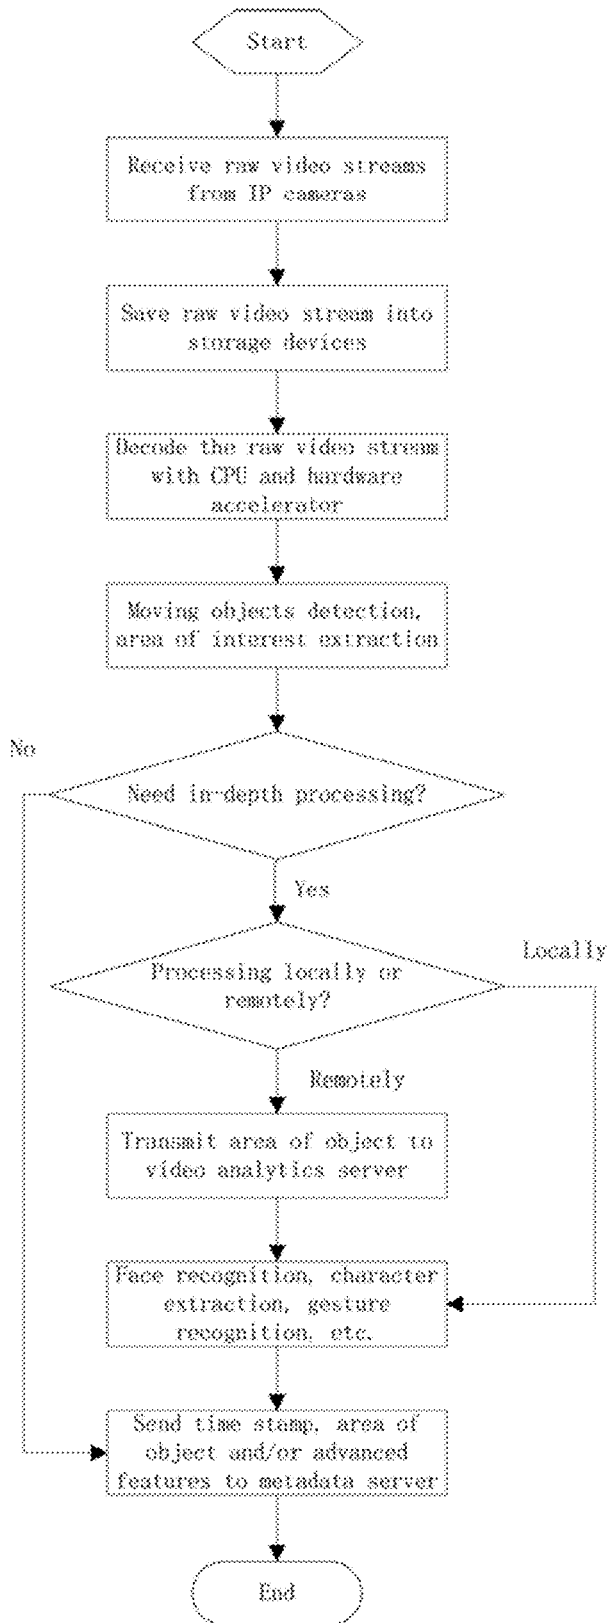 Start
Receive raw video streams
from IP cameras
Save raw video stream into
storage devices
Decode the raw video stream
with CPU and hardware
accelerator
Moving objects detection,
area of interest extraction
No
Need in-depth processing?
Yes
Locally
Processing locally or
remotely?
Remotely
Transmit area of object to
video analytics server
Face recognition, character
extraction, gesture
recognition, etc.
Send time stamp, area of
object and/or advanced
features to metadata server
End